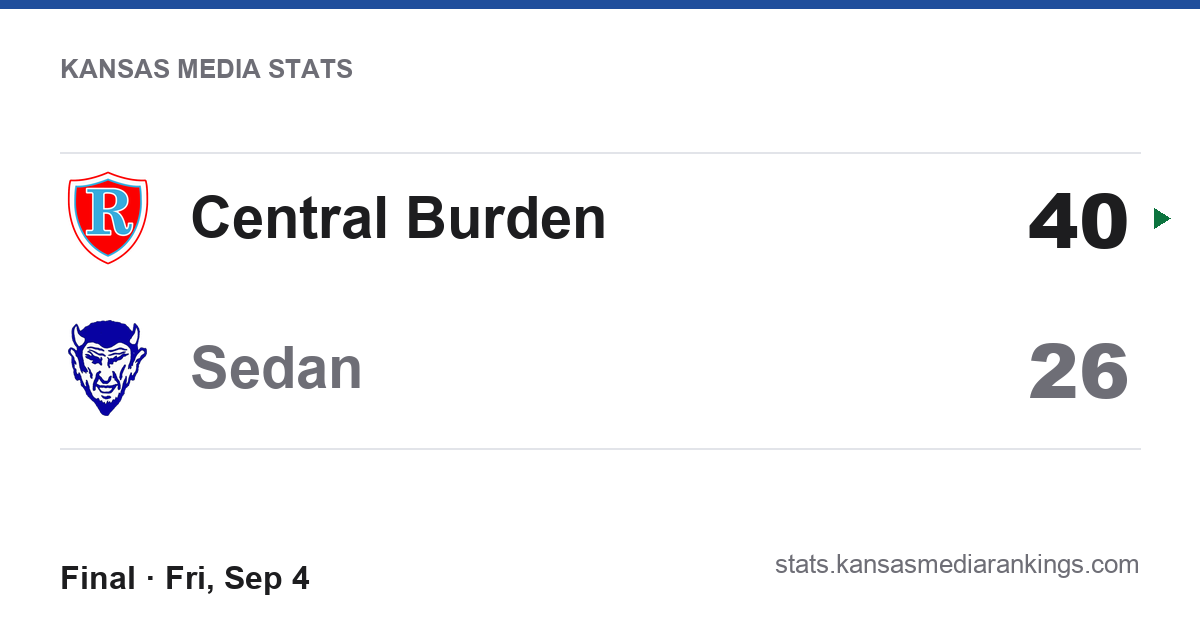 KANSAS MEDIA STATS
R
Central Burden 40
Sedan 26
Final · Fri, Sep 4
stats.kansasmediarankings.com